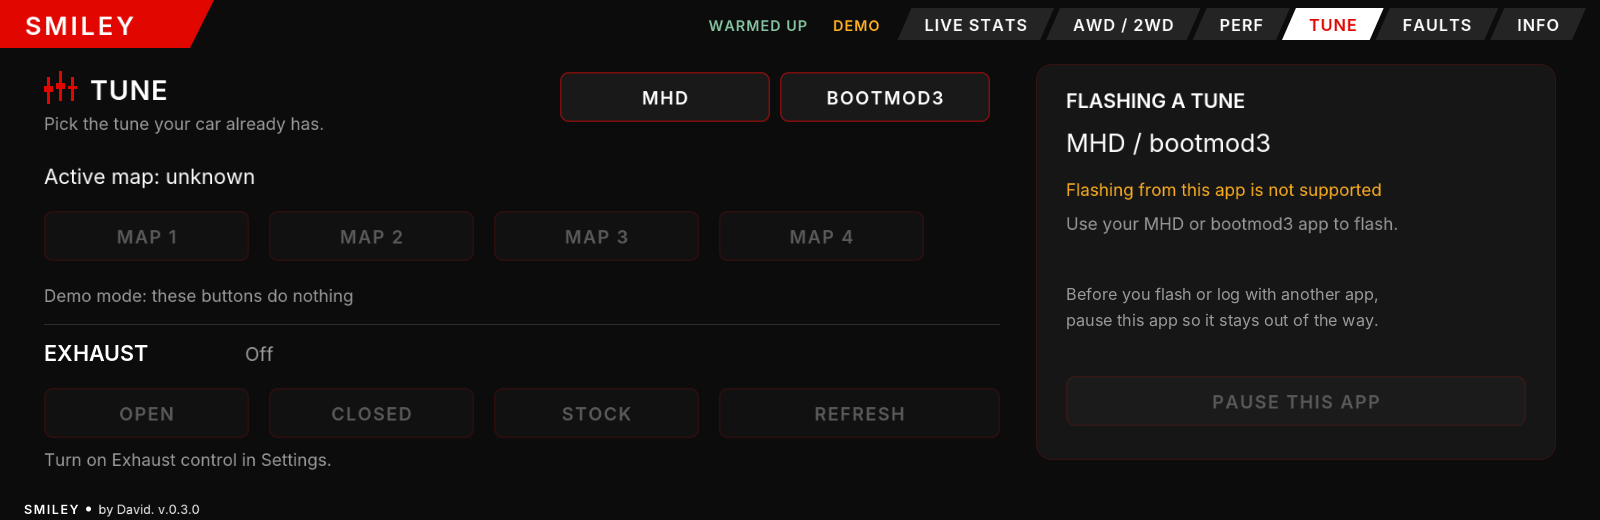 SMILEY
WARMED UP
DEMO
LIVE STATS
AWD / 2WD
PERF
TUNE
FAULTS
INFO
TUNE
Pick the tune your car already has.
MHD
BOOTMOD3
Active map: unknown
MAP 1
MAP 2
MAP 3
MAP 4
Demo mode: these buttons do nothing
EXHAUST
Off
OPEN
CLOSED
STOCK
REFRESH
Turn on Exhaust control in Settings.
FLASHING A TUNE
MHD / bootmod3
Flashing from this app is not supported
Use your MHD or bootmod3 app to flash.
Before you flash or log with another app,
pause this app so it stays out of the way.
PAUSE THIS APP
SMILEY • by David. v.0.3.0